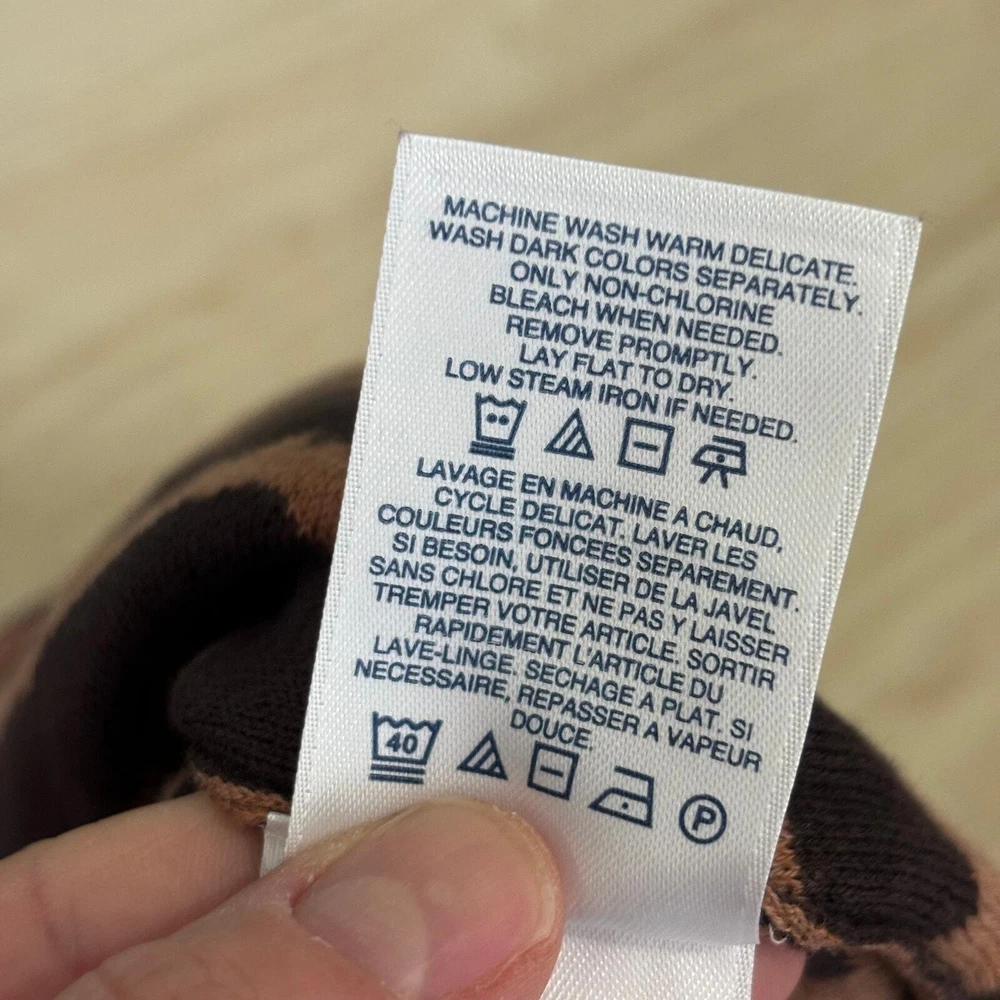 MACHINE WASH WARM DELICATE.
WASH DARK COLORS SEPARATELY.
ONLY NON-CHLORINE
BLEACH WHEN NEEDED.
REMOVE PROMPTLY.
LAY FLAT TO DRY.
LOW STEAM IRON IF NEEDED.
LAVAGE EN MACHINE A CHAUD,
CYCLE DELICAT. LAVER LES
COULEURS FONCEES SEPAREMENT.
SI BESOIN, UTILISER DE LA JAVEL
SANS CHLORE ET NE PAS Y LAISSER
TREMPER VOTRE ARTICLE. SORTIR
RAPIDEMENT L'ARTICLE DU
LAVE-LINGE. SECHAGE A PLAT. SI
NECESSAIRE, REPASSER A VAPEUR
DOUCE.
40 P